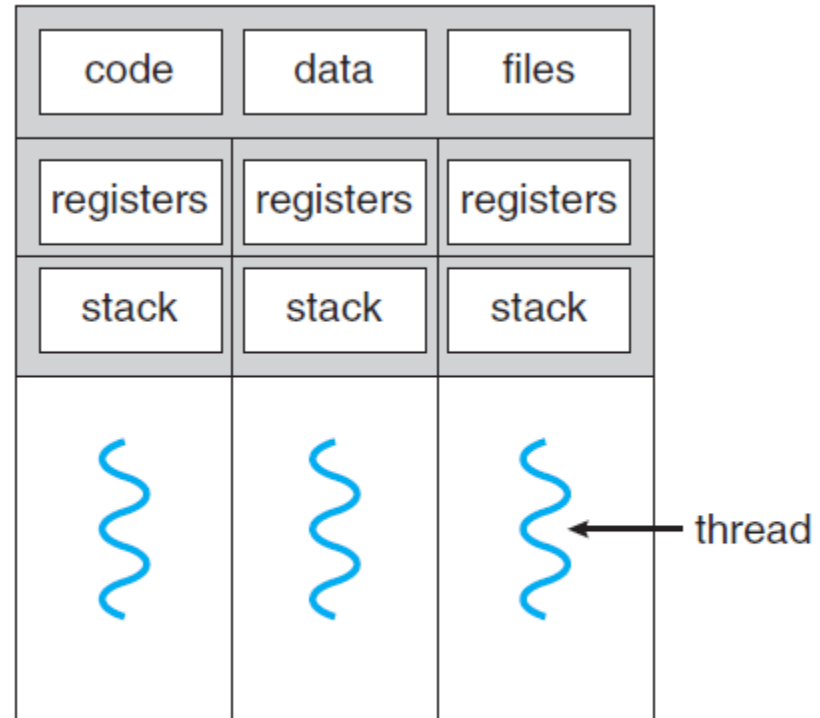 code data files
registers registers registers
stack stack stack
thread